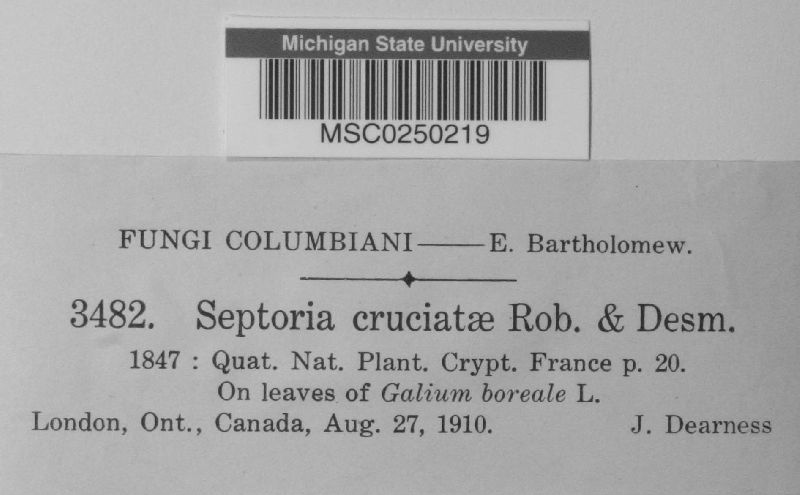 Michigan State University
MSC0250219
FUNGI COLUMBIANI——E. Bartholomew.
3482. Septoria cruciatæ Rob. & Desm.
1847 : Quat. Nat. Plant. Crypt. France p. 20.
On leaves of Galium boreale L.
London, Ont., Canada, Aug. 27, 1910. J. Dearness